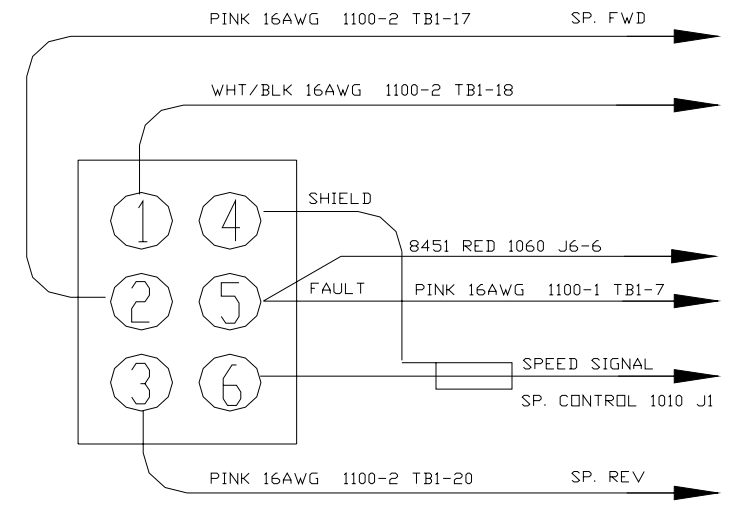 PINK 16AWG 1100-2 TB1-17 SP. FWD
WHT/BLK 16AWG 1100-2 TB1-18
SHIELD
1 4
8451 RED 1060 J6-6
FAULT PINK 16AWG 1100-1 TB1-7
2 5
SPEED SIGNAL
3 6
SP. CONTROL 1010 J1
PINK 16AWG 1100-2 TB1-20 SP. REV